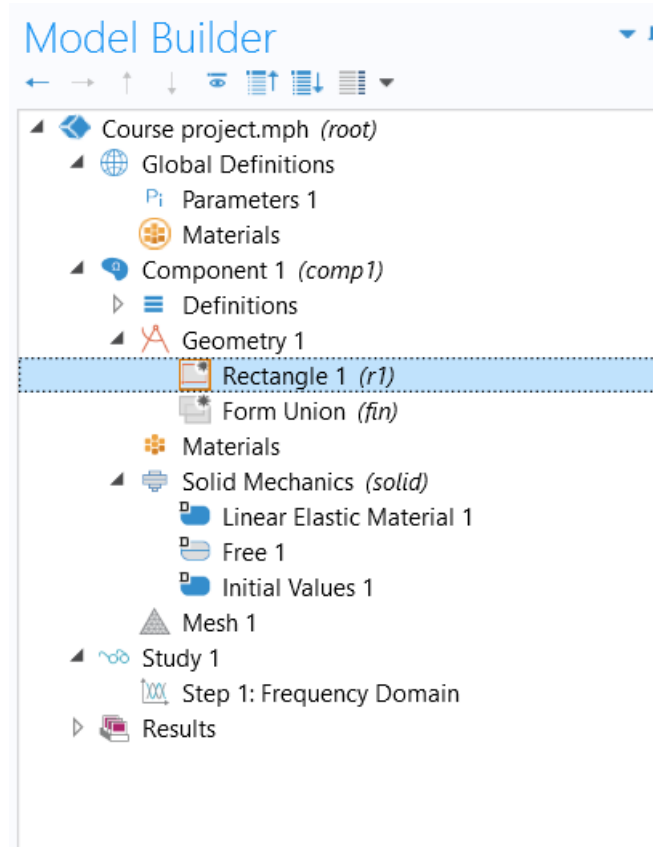 Model Builder
Course project.mph (root)
Global Definitions
Pi Parameters 1
Materials
Component 1 (comp1)
Definitions
Geometry 1
Rectangle 1 (r1)
Form Union (fin)
Materials
Solid Mechanics (solid)
D Linear Elastic Material 1
D Free 1
D Initial Values 1
Mesh 1
Study 1
Step 1: Frequency Domain
Results